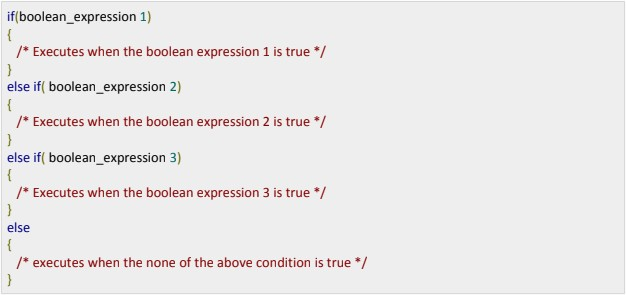 if(boolean_expression 1)
{
/* Executes when the boolean expression 1 is true */
}
else if( boolean_expression 2)
{
/* Executes when the boolean expression 2 is true */
}
else if( boolean_expression 3)
{
/* Executes when the boolean expression 3 is true */
}
else
{
/* executes when the none of the above condition is true */
}